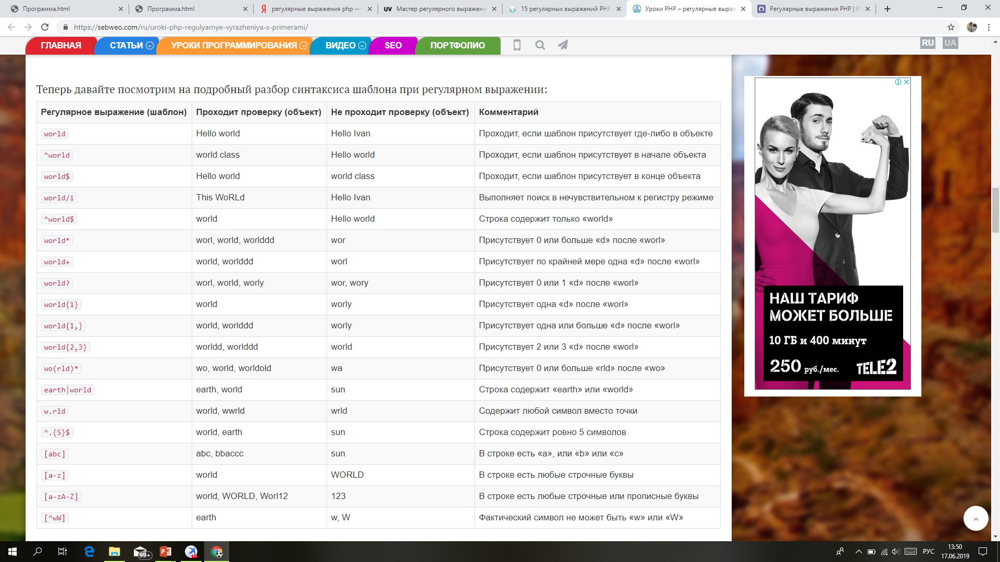 Программа.html
Программа.html
регулярные выражения php —
Мастер регулярного выражени
15 регулярных выражений PHP
Уроки PHP – регулярные выраж
Регулярные выражения PHP | P
https://sebweo.com/ru/uroki-php-regulyarnye-vyrazheniya-s-primerami/
ГЛАВНАЯ СТАТЬИ УРОКИ ПРОГРАММИРОВАНИЯ ВИДЕО SEO ПОРТФОЛИО RU UA
Теперь давайте посмотрим на подробный разбор синтаксиса шаблона при регулярном выражении:
Регулярное выражение (шаблон) Проходит проверку (объект) Не проходит проверку (объект) Комментарий
world Hello world Hello Ivan Проходит, если шаблон присутствует где-либо в объекте
^world world class Hello world Проходит, если шаблон присутствует в начале объекта
world$ Hello world world class Проходит, если шаблон присутствует в конце объекта
world/i This WoRLd Hello Ivan Выполняет поиск в нечувствительном к регистру режиме
^world$ world Hello world Строка содержит только «world»
world* worl, world, worlddd wor Присутствует 0 или больше «d» после «worl»
world+ world, worlddd worl Присутствует по крайней мере одна «d» после «worl»
world? worl, world, worly wor, wory Присутствует 0 или 1 «d» после «worl»
world{1} world worly Присутствует одна «d» после «worl»
world{1,} world, worlddd worly Присутствует одна или больше «d» после «worl»
world{2,3} worldd, worlddd world Присутствует 2 или 3 «d» после «worl»
wo(rld)* wo, world, worldold wa Присутствует 0 или больше «rld» после «wo»
earth|world earth, world sun Строка содержит «earth» или «world»
w.rld world, wwrld wrld Содержит любой символ вместо точки
^.{5}$ world, earth sun Строка содержит ровно 5 символов
[abc] abc, bbaccc sun В строке есть «a», или «b» или «c»
[a-z] world WORLD В строке есть любые строчные буквы
[a-zA-Z] world, WORLD, Worl12 123 В строке есть любые строчные или прописные буквы
[^wW] earth w, W Фактический символ не может быть «w» или «W»
НАШ ТАРИФ
МОЖЕТ БОЛЬШЕ
10 ГБ и 400 минут
250 руб./мес. TELE2
99+
РУС
13:50
17.06.2019